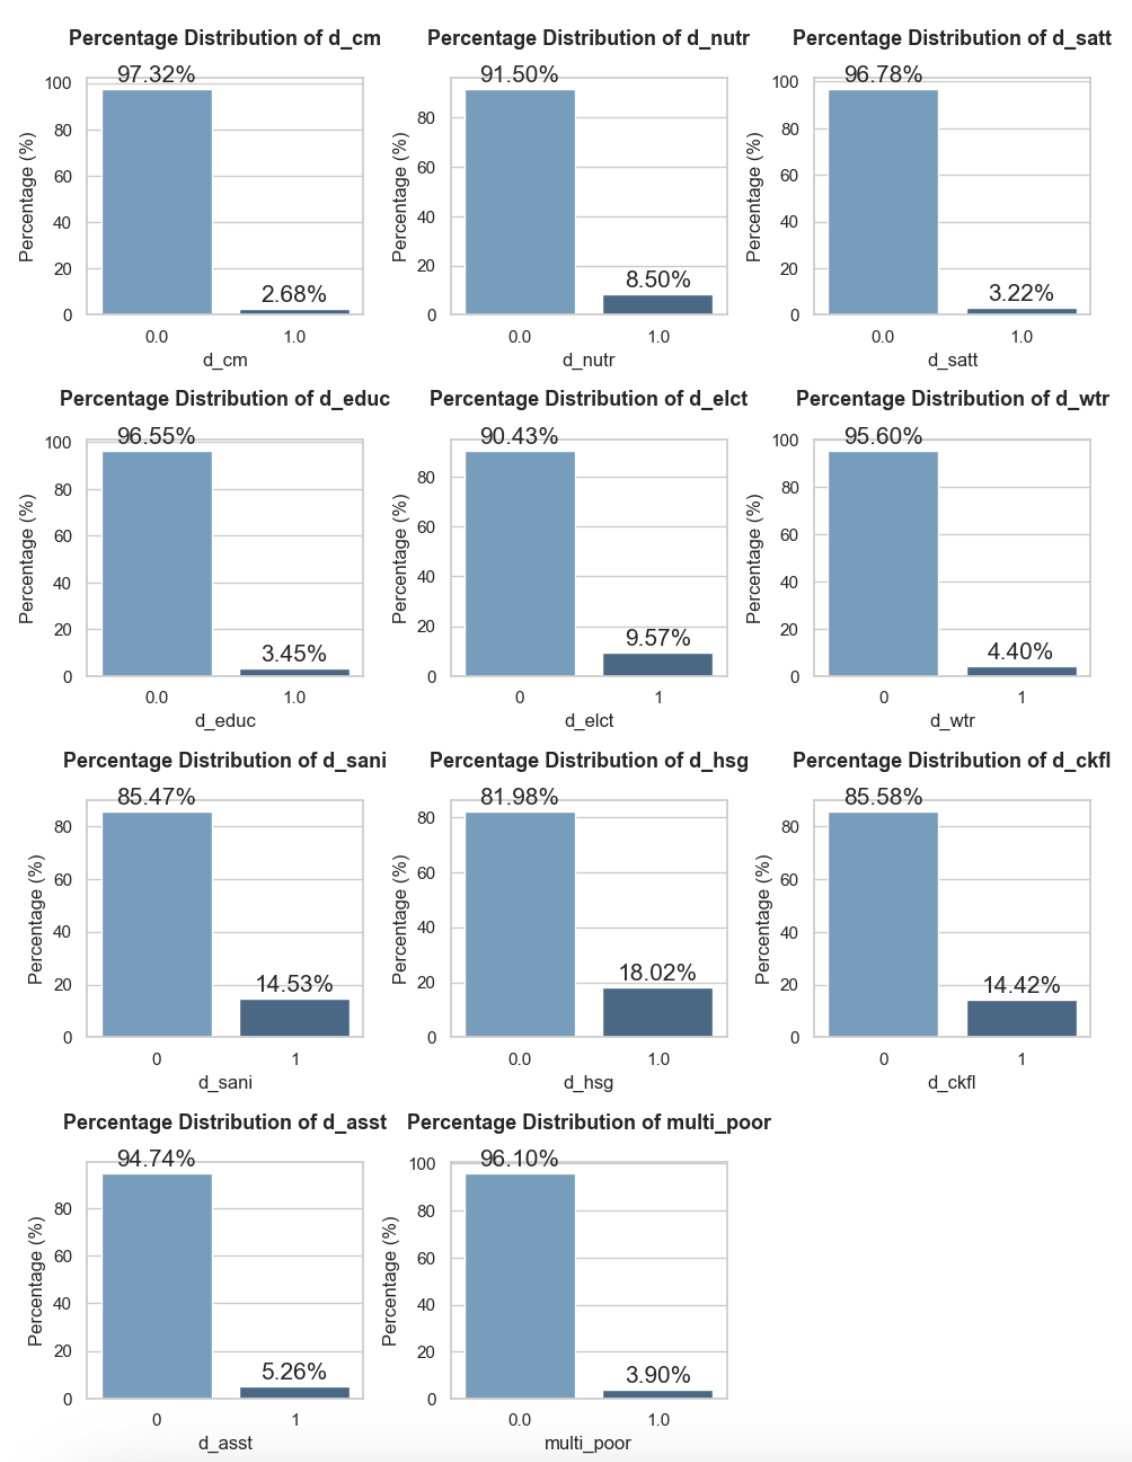 Percentage Distribution of d_cm
97.32%
100
80
60
40
20
0
Percentage (%)
2.68%
0.0 1.0
d_cm
Percentage Distribution of d_nutr
91.50%
80
60
40
20
0
Percentage (%)
8.50%
0.0 1.0
d_nutr
Percentage Distribution of d_satt
96.78%
100
80
60
40
20
0
Percentage (%)
3.22%
0.0 1.0
d_satt
Percentage Distribution of d_educ
96.55%
100
80
60
40
20
0
Percentage (%)
3.45%
0.0 1.0
d_educ
Percentage Distribution of d_elct
90.43%
80
60
40
20
0
Percentage (%)
9.57%
0 1
d_elct
Percentage Distribution of d_wtr
95.60%
100
80
60
40
20
0
Percentage (%)
4.40%
0 1
d_wtr
Percentage Distribution of d_sani
85.47%
80
60
40
20
0
Percentage (%)
14.53%
0 1
d_sani
Percentage Distribution of d_hsg
81.98%
80
60
40
20
0
Percentage (%)
18.02%
0.0 1.0
d_hsg
Percentage Distribution of d_ckfl
85.58%
80
60
40
20
0
Percentage (%)
14.42%
0 1
d_ckfl
Percentage Distribution of d_asst
94.74%
80
60
40
20
0
Percentage (%)
5.26%
0 1
d_asst
Percentage Distribution of multi_poor
96.10%
100
80
60
40
20
0
Percentage (%)
3.90%
0.0 1.0
multi_poor